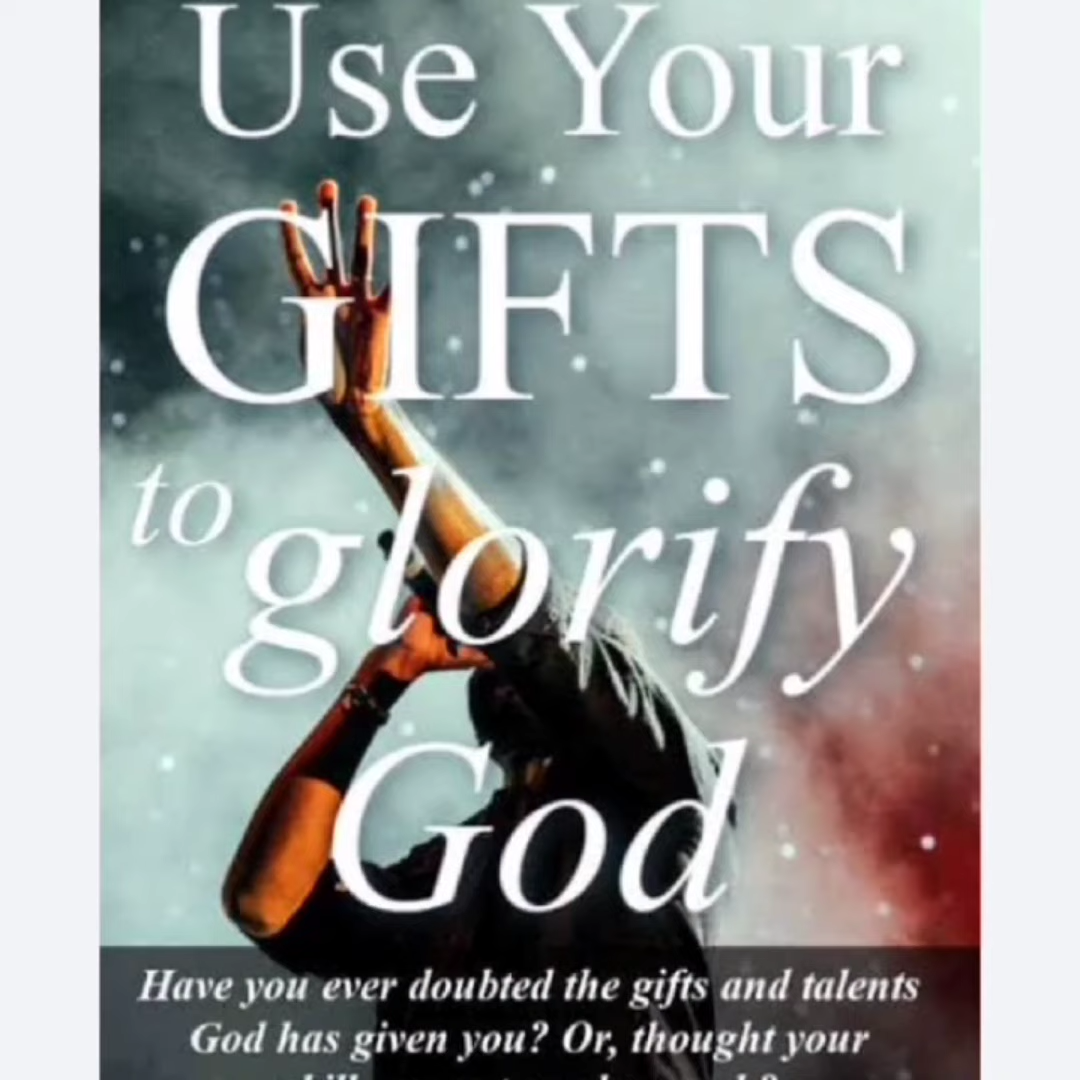 Use Your
GIFTS
to glorify
God
Have you ever doubted the gifts and talents
God has given you? Or, thought your